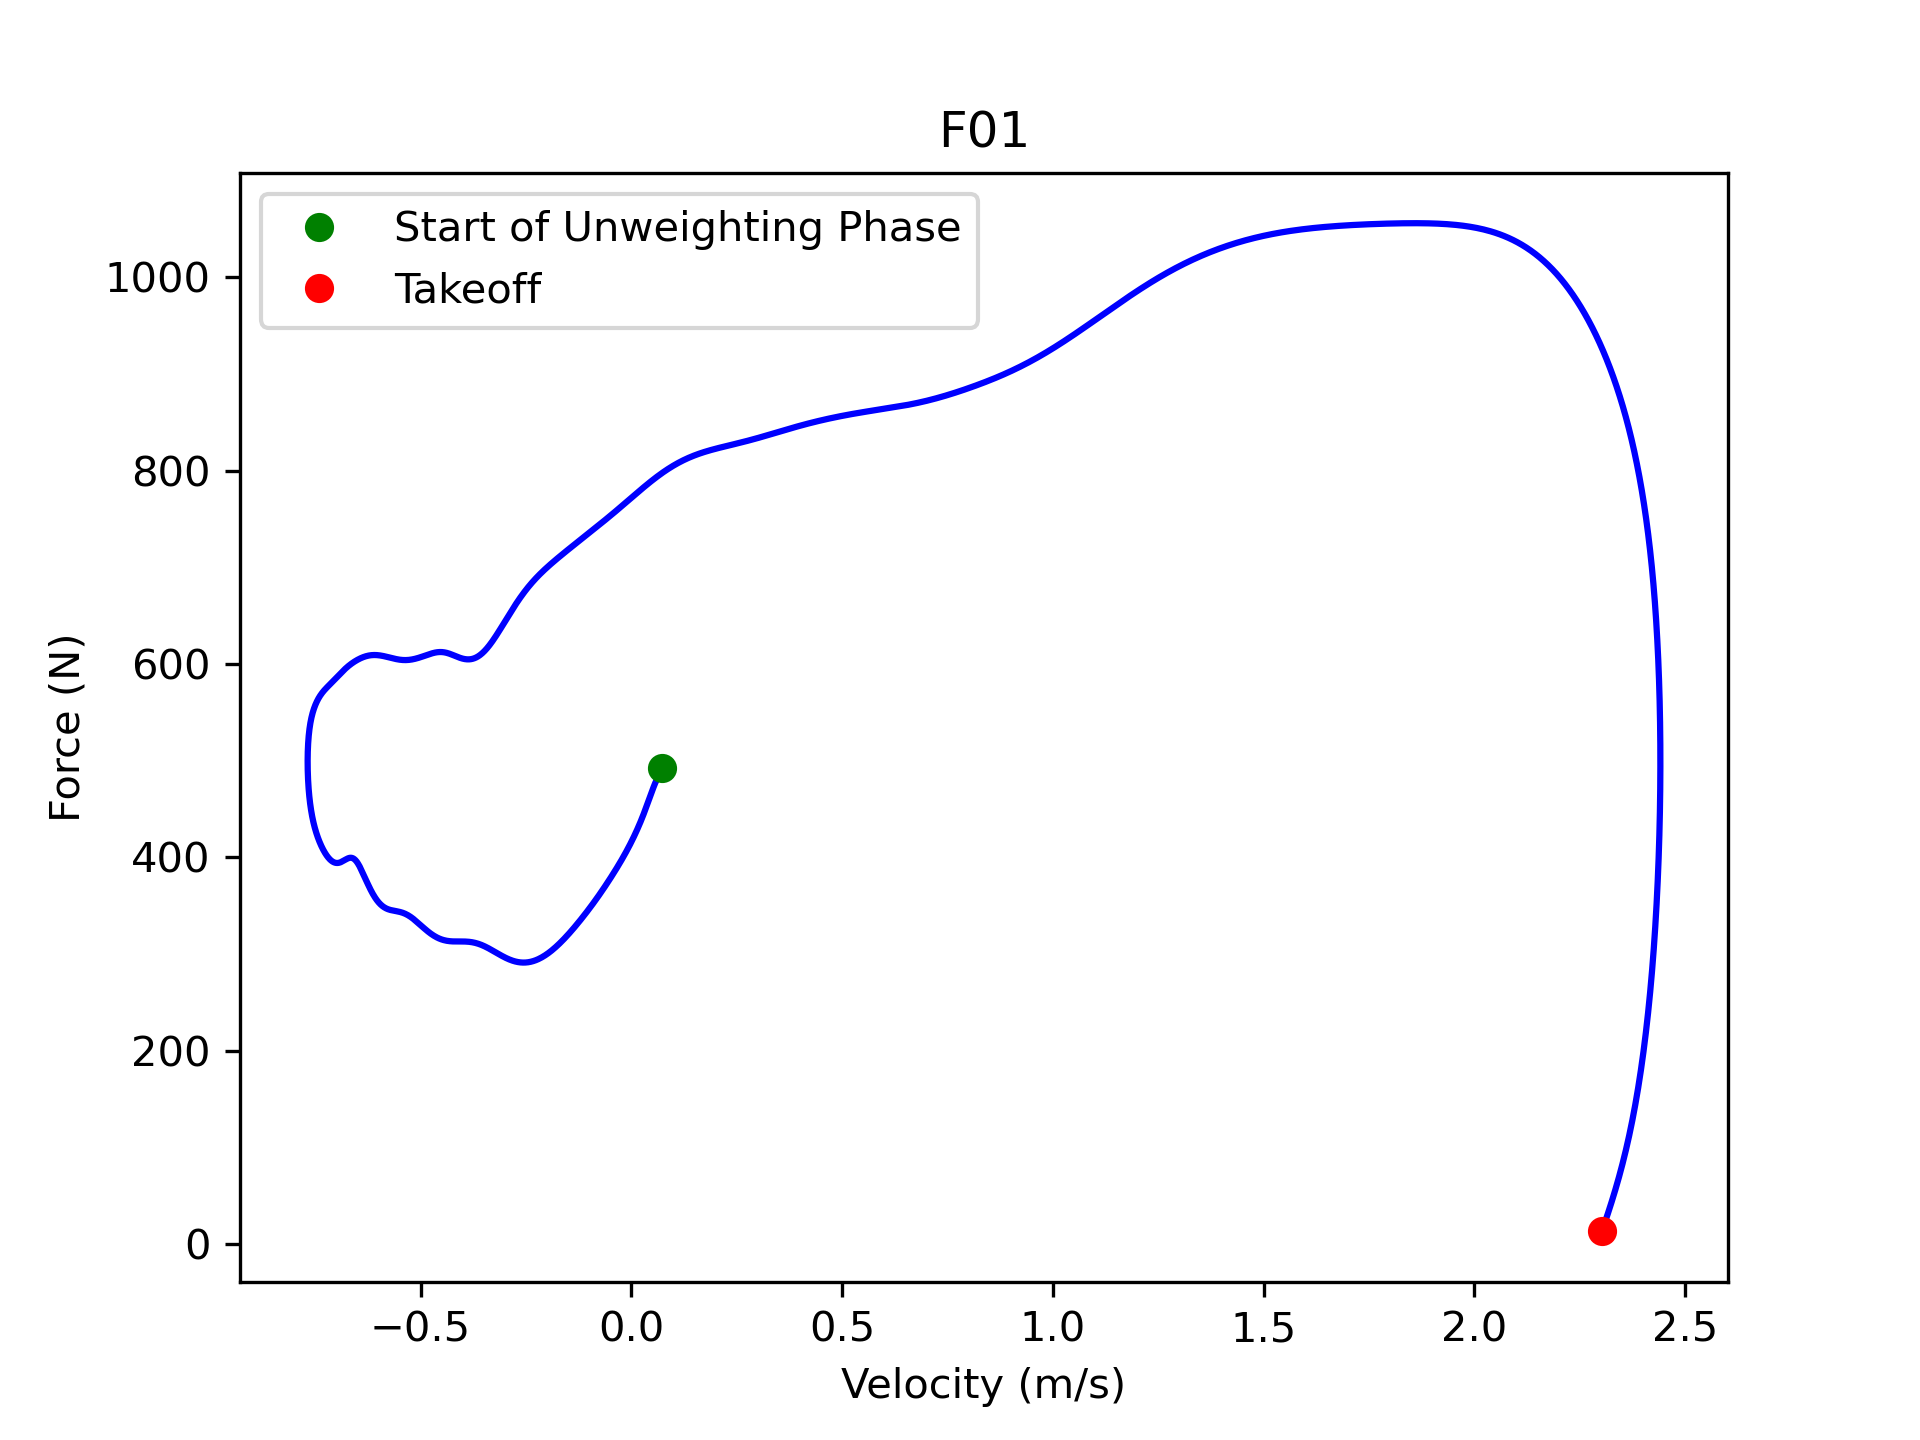 F01
Start of Unweighting Phase
Takeoff
Force (N)
1000
800
600
400
200
0
−0.5 0.0 0.5 1.0 1.5 2.0 2.5
Velocity (m/s)